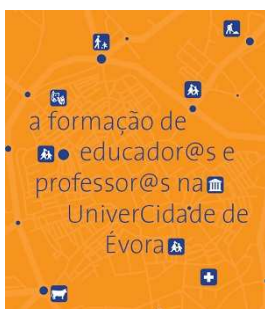 a formação de
educador@s e
professor@s na
UniverCidade de
Évora